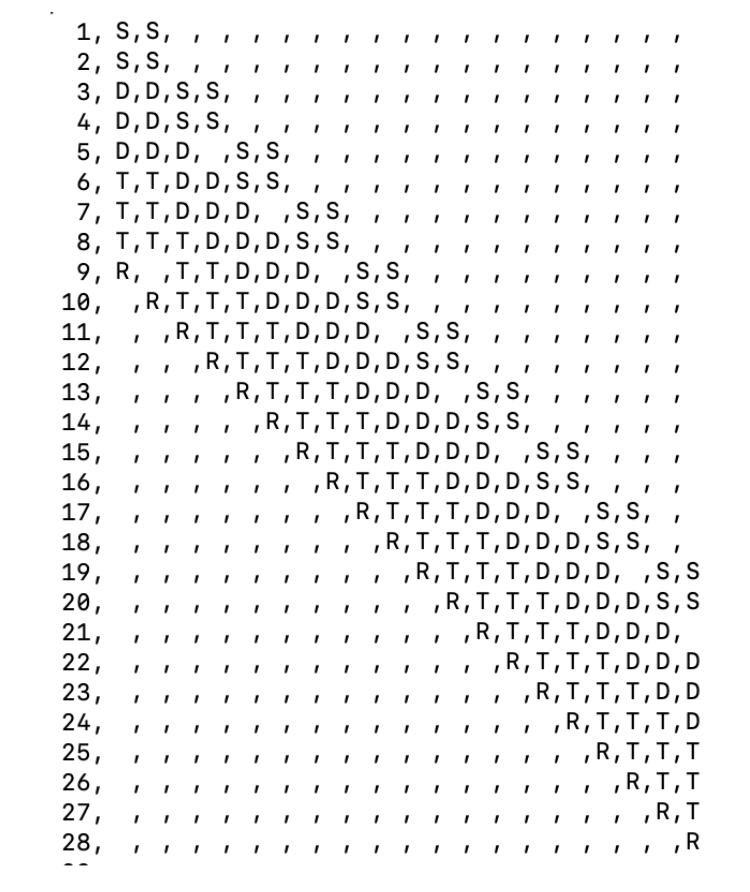 1, S,S, , , , , , , , , , , , , , , , , ,
2, S,S, , , , , , , , , , , , , , , , , ,
3, D,D,S,S, , , , , , , , , , , , , , , ,
4, D,D,S,S, , , , , , , , , , , , , , , ,
5, D,D,D, ,S,S, , , , , , , , , , , , , ,
6, T,T,D,D,S,S, , , , , , , , , , , , , ,
7, T,T,D,D,D, ,S,S, , , , , , , , , , , ,
8, T,T,T,D,D,D,S,S, , , , , , , , , , , ,
9, R, ,T,T,D,D,D, ,S,S, , , , , , , , , ,
10, ,R,T,T,T,D,D,D,S,S, , , , , , , , , ,
11, , ,R,T,T,T,D,D,D, ,S,S, , , , , , , ,
12, , , ,R,T,T,T,D,D,D,S,S, , , , , , , ,
13, , , , ,R,T,T,T,D,D,D, ,S,S, , , , , ,
14, , , , , ,R,T,T,T,D,D,D,S,S, , , , , ,
15, , , , , , ,R,T,T,T,D,D,D, ,S,S, , , ,
16, , , , , , , ,R,T,T,T,D,D,D,S,S, , , ,
17, , , , , , , , ,R,T,T,T,D,D,D, ,S,S, ,
18, , , , , , , , , ,R,T,T,T,D,D,D,S,S, ,
19, , , , , , , , , , ,R,T,T,T,D,D,D, ,S,S
20, , , , , , , , , , , ,R,T,T,T,D,D,D,S,S
21, , , , , , , , , , , , ,R,T,T,T,D,D,D,
22, , , , , , , , , , , , , ,R,T,T,T,D,D,D
23, , , , , , , , , , , , , , ,R,T,T,T,D,D
24, , , , , , , , , , , , , , , ,R,T,T,T,D
25, , , , , , , , , , , , , , , , ,R,T,T,T
26, , , , , , , , , , , , , , , , , ,R,T,T
27, , , , , , , , , , , , , , , , , , ,R,T
28, , , , , , , , , , , , , , , , , , , ,R